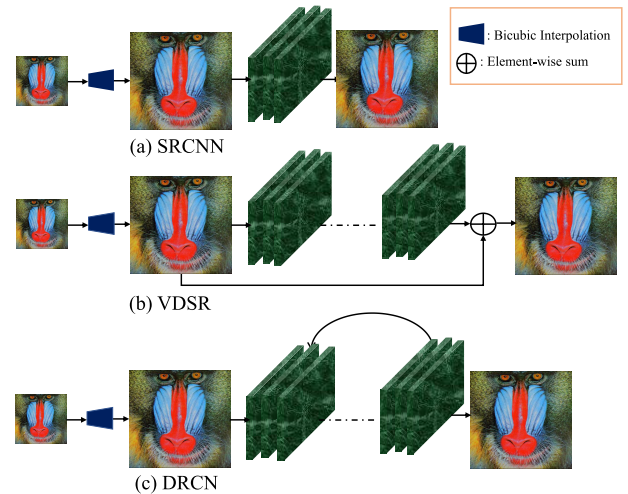 : Bicubic Interpolation
: Element-wise sum
(a) SRCNN
(b) VDSR
(c) DRCN